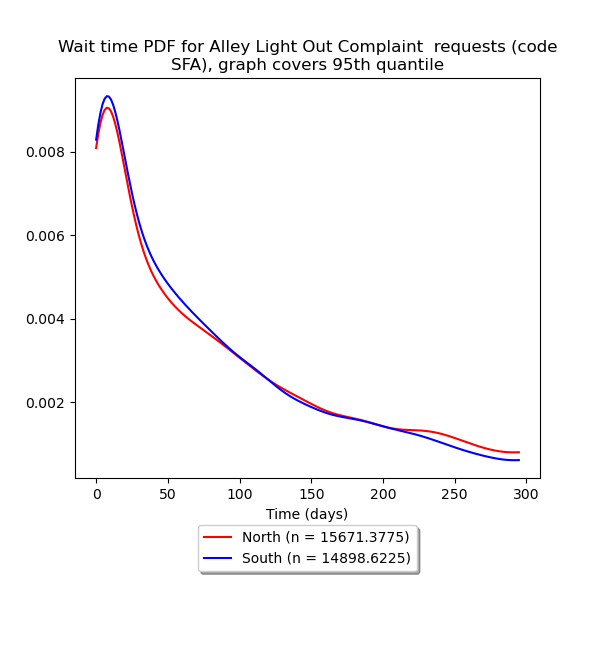 Wait time PDF for Alley Light Out Complaint  requests (code
SFA), graph covers 95th quantile
0.008
0.006
0.004
0.002
0 50 100 150 200 250 300
Time (days)
North (n = 15671.3775)
South (n = 14898.6225)